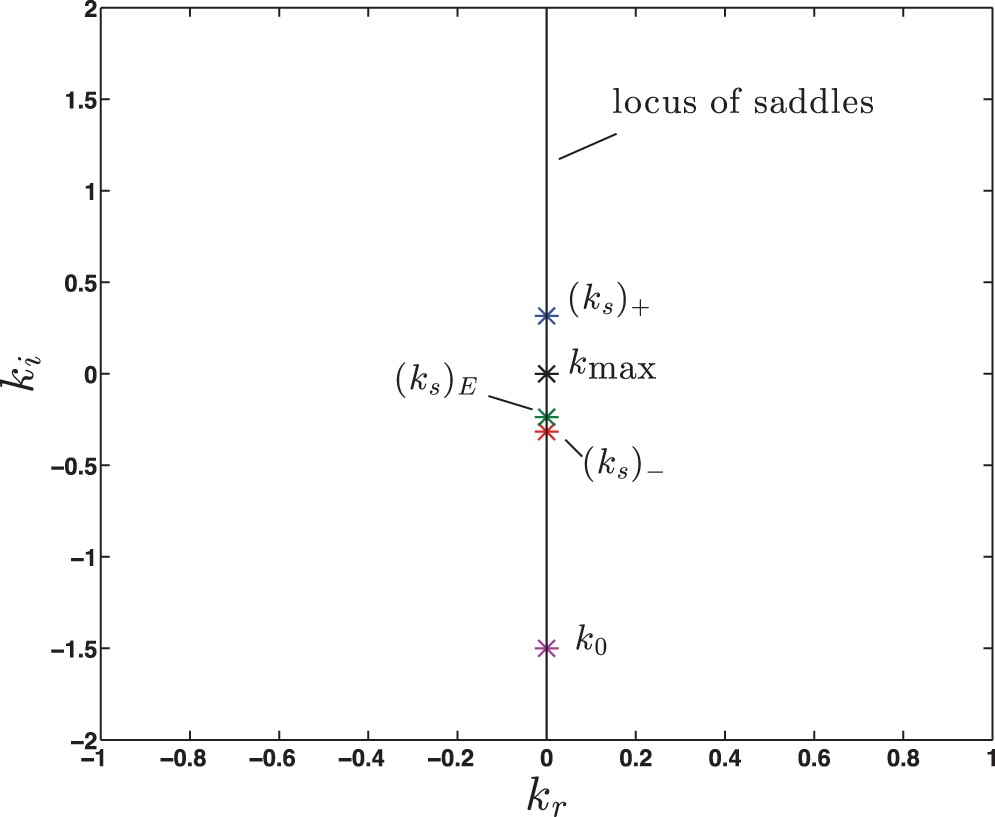 2
1.5
1
0.5
0
−0.5
−1
−1.5
−2
k_i
locus of saddles
(k_s)_+
k_max
(k_s)_E
(k_s)_−
k_0
−1 −0.8 −0.6 −0.4 −0.2 0 0.2 0.4 0.6 0.8 1
k_r